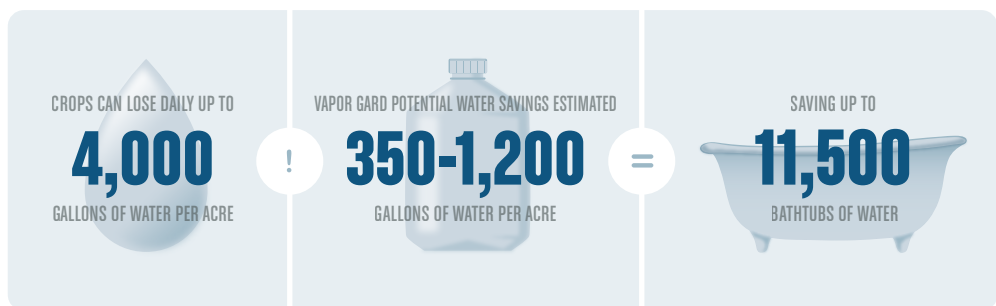 CROPS CAN LOSE DAILY UP TO
4,000
GALLONS OF WATER PER ACRE
!
VAPOR GARD POTENTIAL WATER SAVINGS ESTIMATED
350-1,200
GALLONS OF WATER PER ACRE
=
SAVING UP TO
11,500
BATHTUBS OF WATER